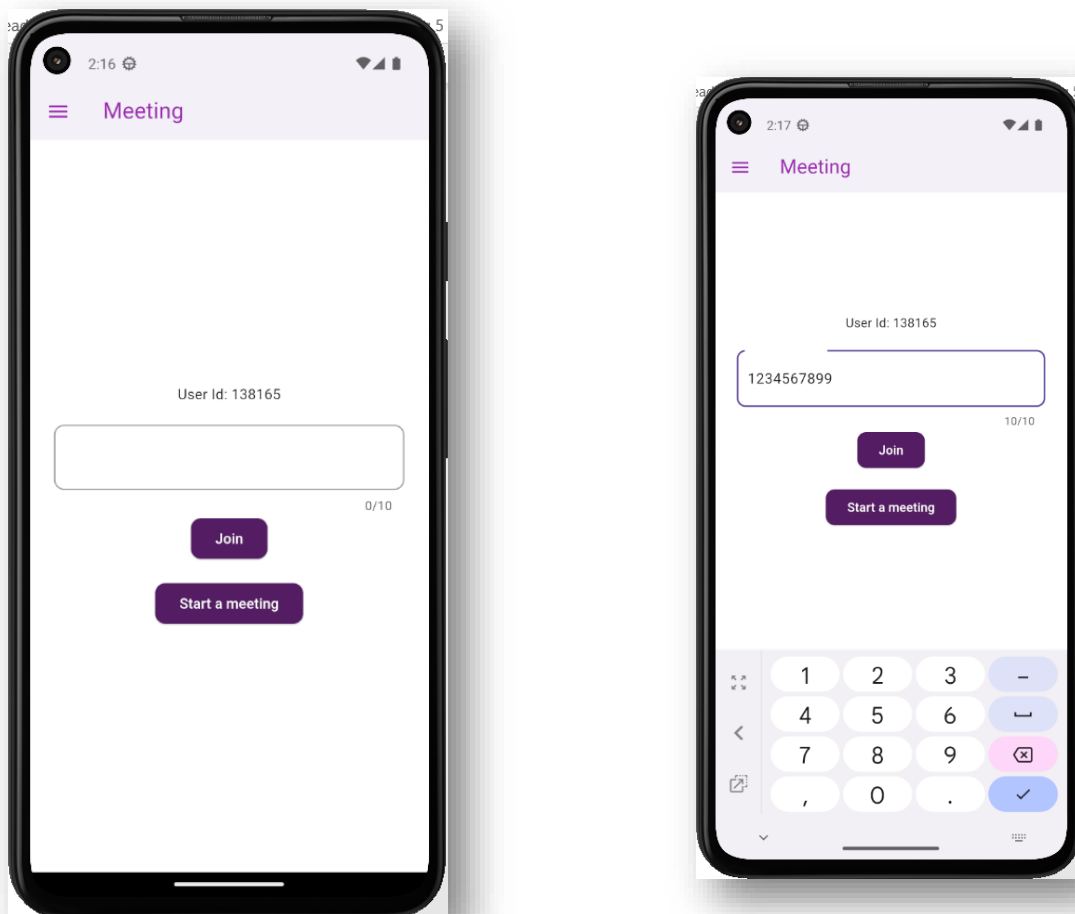 2:16
Meeting
User Id: 138165
0/10
Join
Start a meeting
5
2:17
Meeting
User Id: 138165
1234567899
10/10
Join
Start a meeting
1 2 3 -
4 5 6
7 8 9
, 0 .